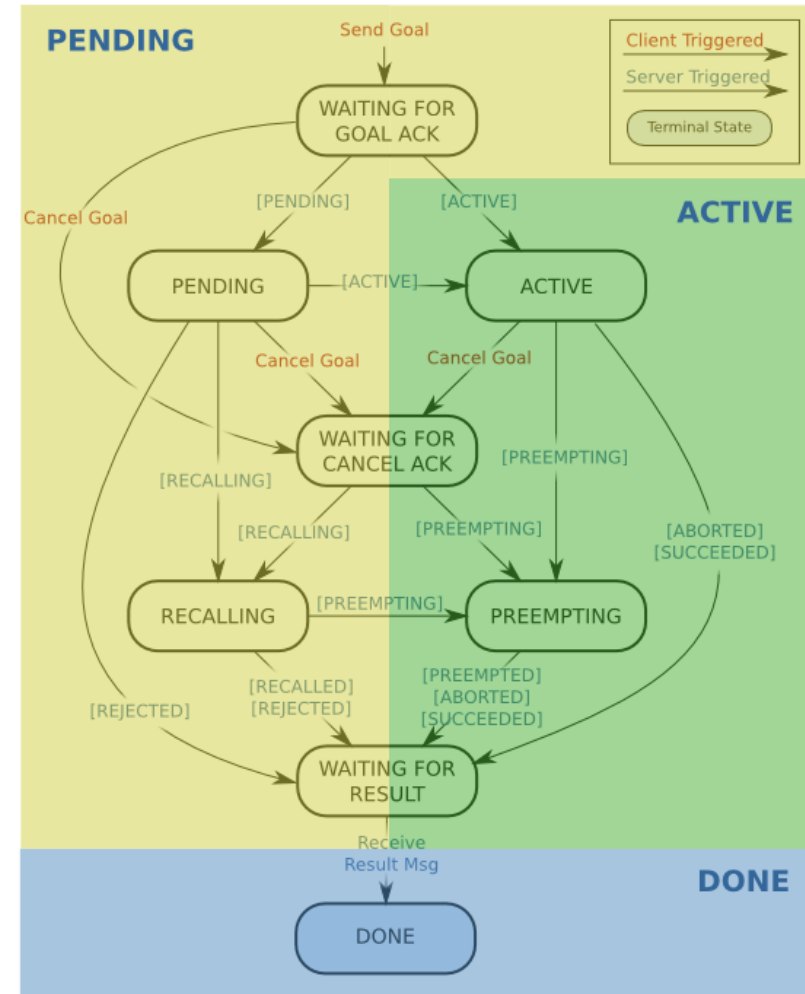 PENDING
Send Goal
Client Triggered
Server Triggered
Terminal State
WAITING FOR
GOAL ACK
Cancel Goal
[PENDING]
[ACTIVE]
ACTIVE
PENDING
[ACTIVE]
ACTIVE
Cancel Goal
Cancel Goal
WAITING FOR
CANCEL ACK
[PREEMPTING]
[RECALLING]
[RECALLING]
[PREEMPTING]
[ABORTED]
[SUCCEEDED]
RECALLING
[PREEMPTING]
PREEMPTING
[REJECTED]
[RECALLED]
[REJECTED]
[PREEMPTED]
[ABORTED]
[SUCCEEDED]
WAITING FOR
RESULT
Receive
Result Msg
DONE
DONE